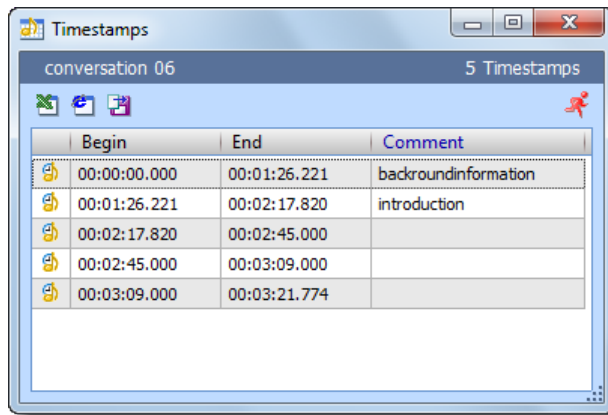 Timestamps
conversation 06 5 Timestamps
Begin End Comment
00:00:00.000 00:01:26.221 backroundinformation
00:01:26.221 00:02:17.820 introduction
00:02:17.820 00:02:45.000
00:02:45.000 00:03:09.000
00:03:09.000 00:03:21.774